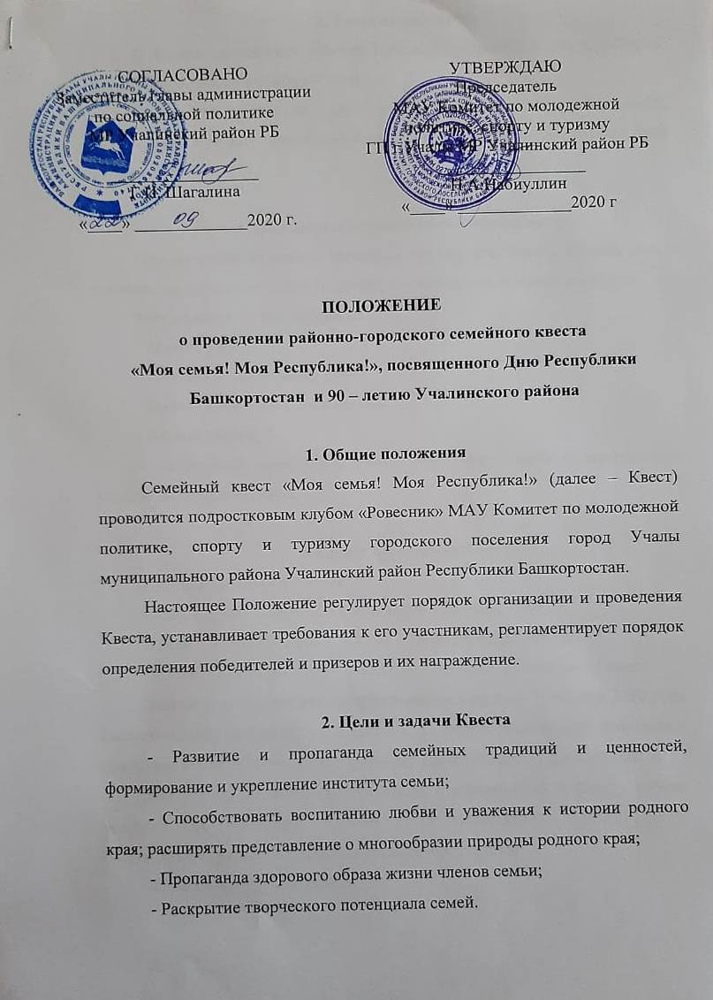 СОГЛАСОВАНО
Заместитель главы администрации
по социальной политике
МР Учалинский район РБ
Шагалина
«22» 09 2020 г.
УТВЕРЖДАЮ
Председатель
МАУ Комитет по молодежной
политике, спорту и туризму
ГП г. Учалы МР Учалинский район РБ
Набиуллин
«____» _____________2020 г
ПОЛОЖЕНИЕ
о проведении районно-городского семейного квеста
«Моя семья! Моя Республика!», посвященного Дню Республики
Башкортостан и 90 – летию Учалинского района
1. Общие положения
Семейный квест «Моя семья! Моя Республика!» (далее – Квест)
проводится подростковым клубом «Ровесник» МАУ Комитет по молодежной
политике, спорту и туризму городского поселения город Учалы
муниципального района Учалинский район Республики Башкортостан.
Настоящее Положение регулирует порядок организации и проведения
Квеста, устанавливает требования к его участникам, регламентирует порядок
определения победителей и призеров и их награждение.
2. Цели и задачи Квеста
- Развитие и пропаганда семейных традиций и ценностей,
формирование и укрепление института семьи;
- Способствовать воспитанию любви и уважения к истории родного
края; расширять представление о многообразии природы родного края;
- Пропаганда здорового образа жизни членов семьи;
- Раскрытие творческого потенциала семей.